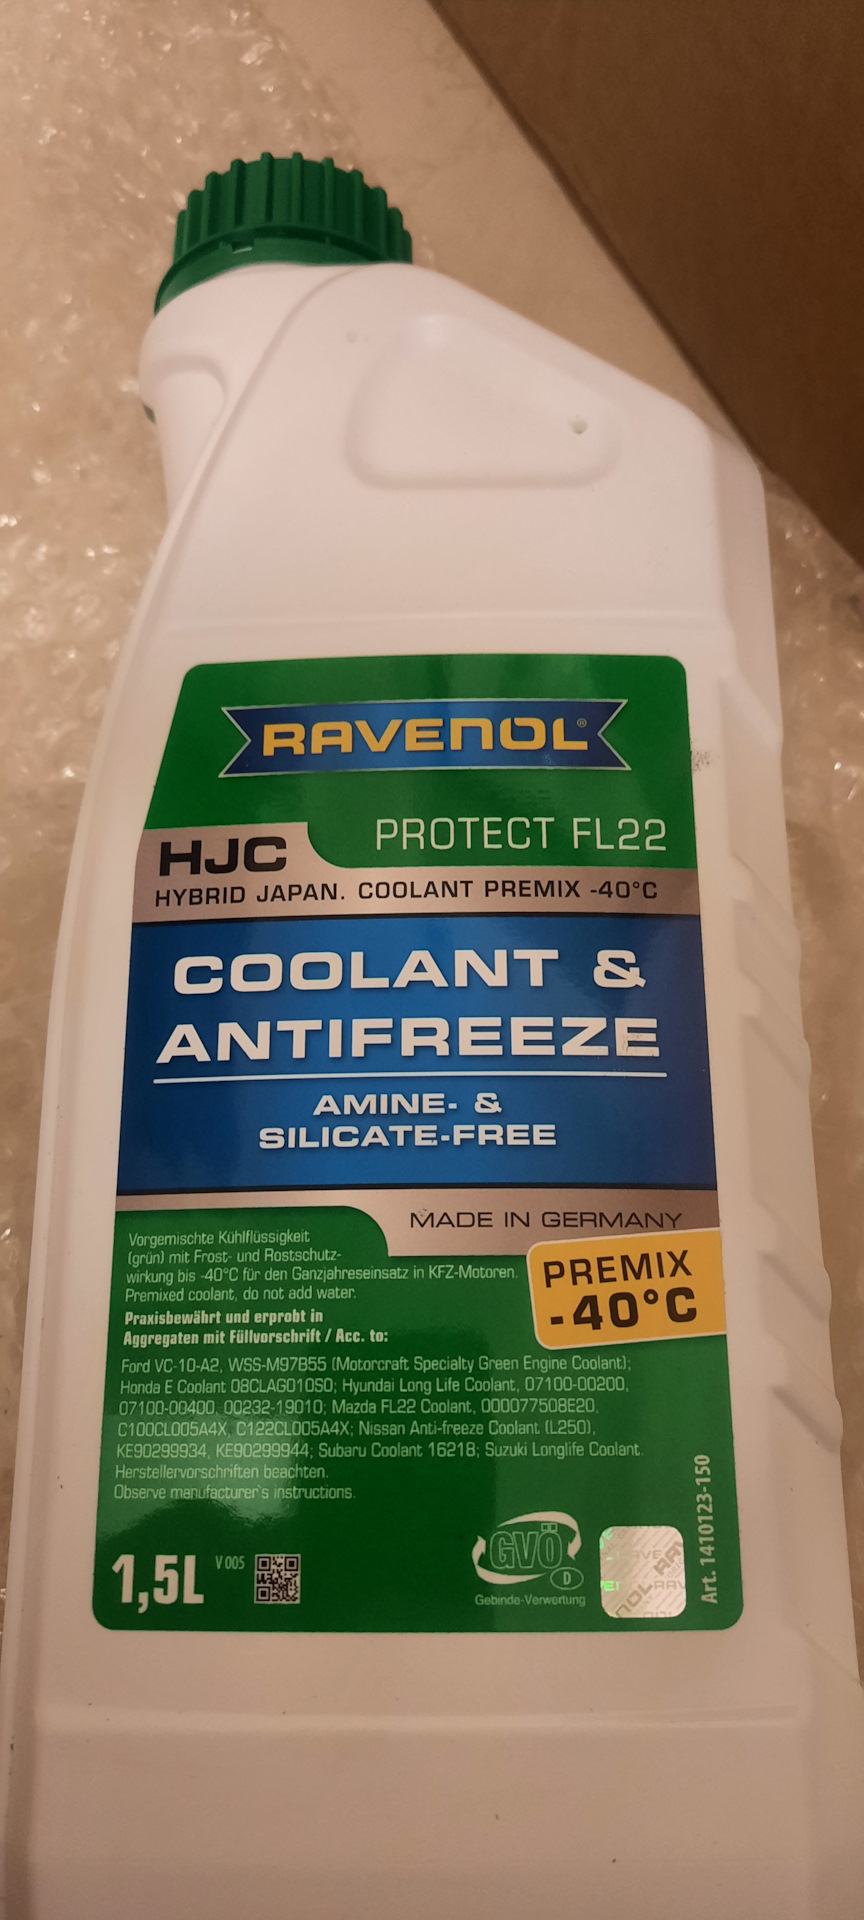 RAVENOL®
PROTECT FL22
HJC
HYBRID JAPAN. COOLANT PREMIX -40°C
COOLANT &
ANTIFREEZE
AMINE- &
SILICATE-FREE
MADE IN GERMANY
PREMIX
-40°C
Vorgemischte Kühlflüssigkeit
(grün) mit Frost- und Rostschutz-
wirkung bis -40°C für den Ganzjahreseinsatz in KFZ-Motoren.
Premixed coolant, do not add water.
Praxisbewährt und erprobt in
Aggregaten mit Füllvorschrift / Acc. to:
Ford VC-10-A2, WSS-M97B55 (Motorcraft Specialty Green Engine Coolant);
Honda E Coolant 08CLAG010S0; Hyundai Long Life Coolant, 07100-00200,
07100-00400, 00232-19010; Mazda FL22 Coolant, 000077508E20,
C100CL005A4X, C122CL005A4X; Nissan Anti-freeze Coolant (L250),
KE90299934, KE90299944; Subaru Coolant 16218; Suzuki Longlife Coolant.
Herstellervorschriften beachten.
Observe manufacturer's instructions.
1,5L
V 005
GVÖ
D
Gebinde-Verwertung
Art. 1410123-150